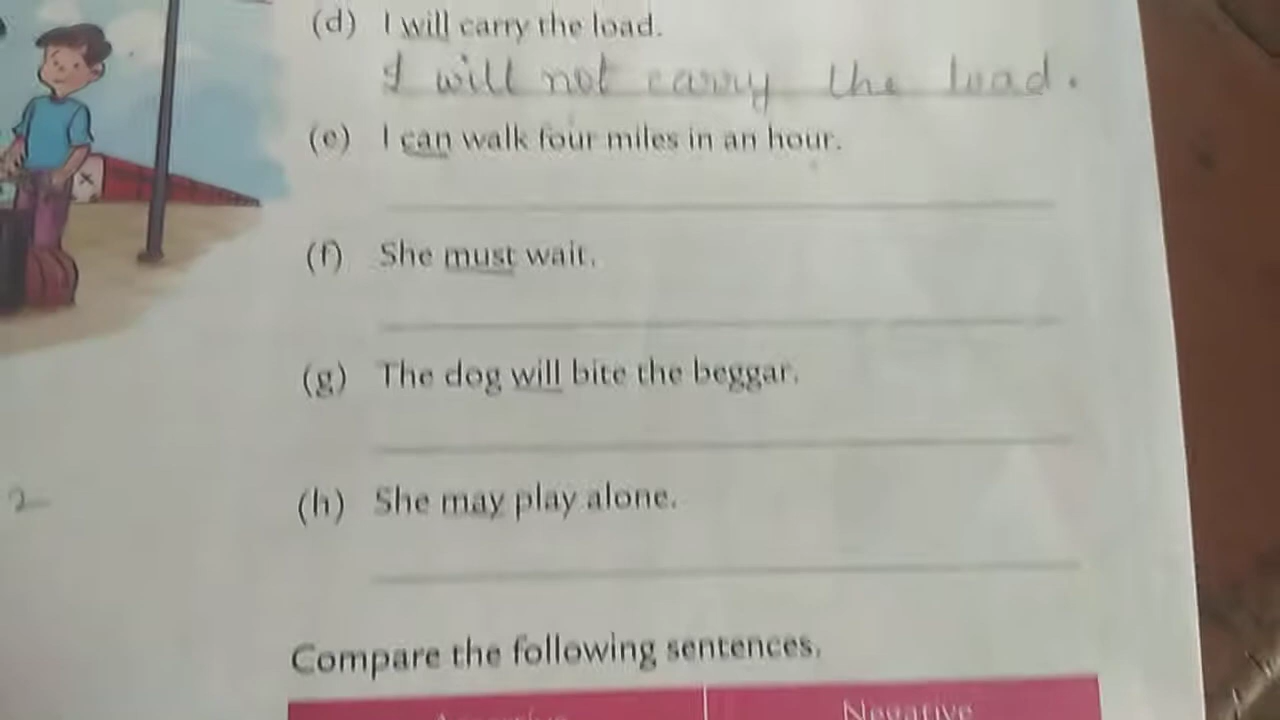 (d) I will carry the load.
I will not carry the load.
(e) I can walk four miles in an hour.
(f) She must wait.
(g) The dog will bite the beggar.
2
(h) She may play alone.
Compare the following sentences.
Negative